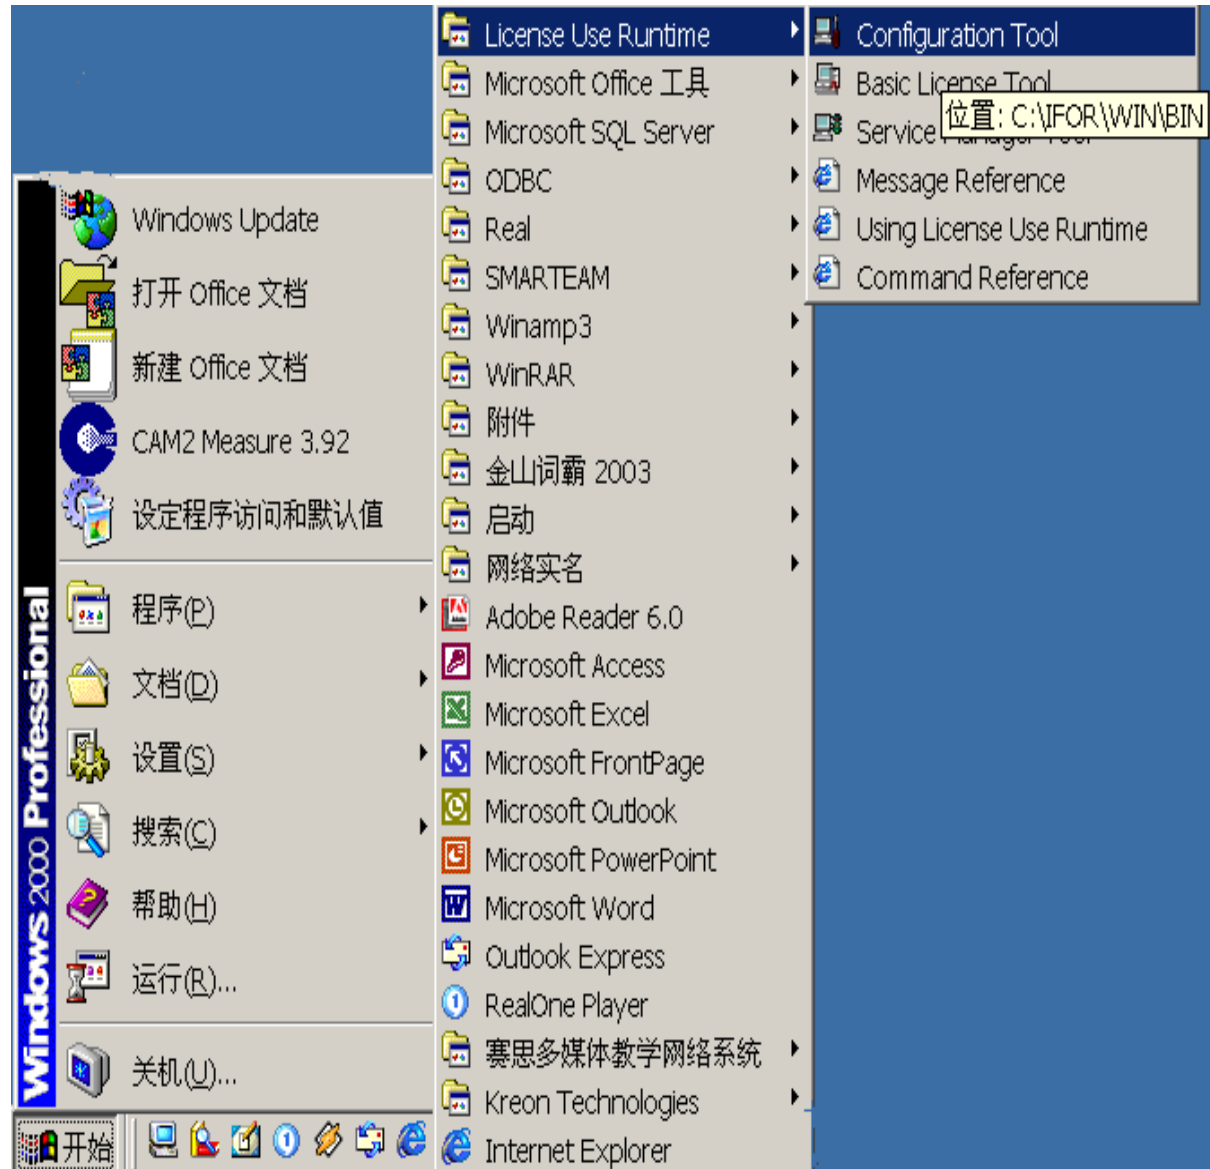 Windows Update
打开 Office 文档
新建 Office 文档
CAM2 Measure 3.92
设定程序访问和默认值
程序(P)
文档(D)
设置(S)
搜索(C)
帮助(H)
运行(R)...
关机(U)...
Windows 2000 Professional
开始
License Use Runtime
Microsoft Office 工具
Microsoft SQL Server
ODBC
Real
SMARTEAM
Winamp3
WinRAR
附件
金山词霸 2003
启动
网络实名
Adobe Reader 6.0
Microsoft Access
Microsoft Excel
Microsoft FrontPage
Microsoft Outlook
Microsoft PowerPoint
Microsoft Word
Outlook Express
RealOne Player
赛思多媒体教学网络系统
Kreon Technologies
Internet Explorer
Configuration Tool
Basic License Tool
位置: C:\IFOR\WIN\BIN
Service
Message Reference
Using License Use Runtime
Command Reference